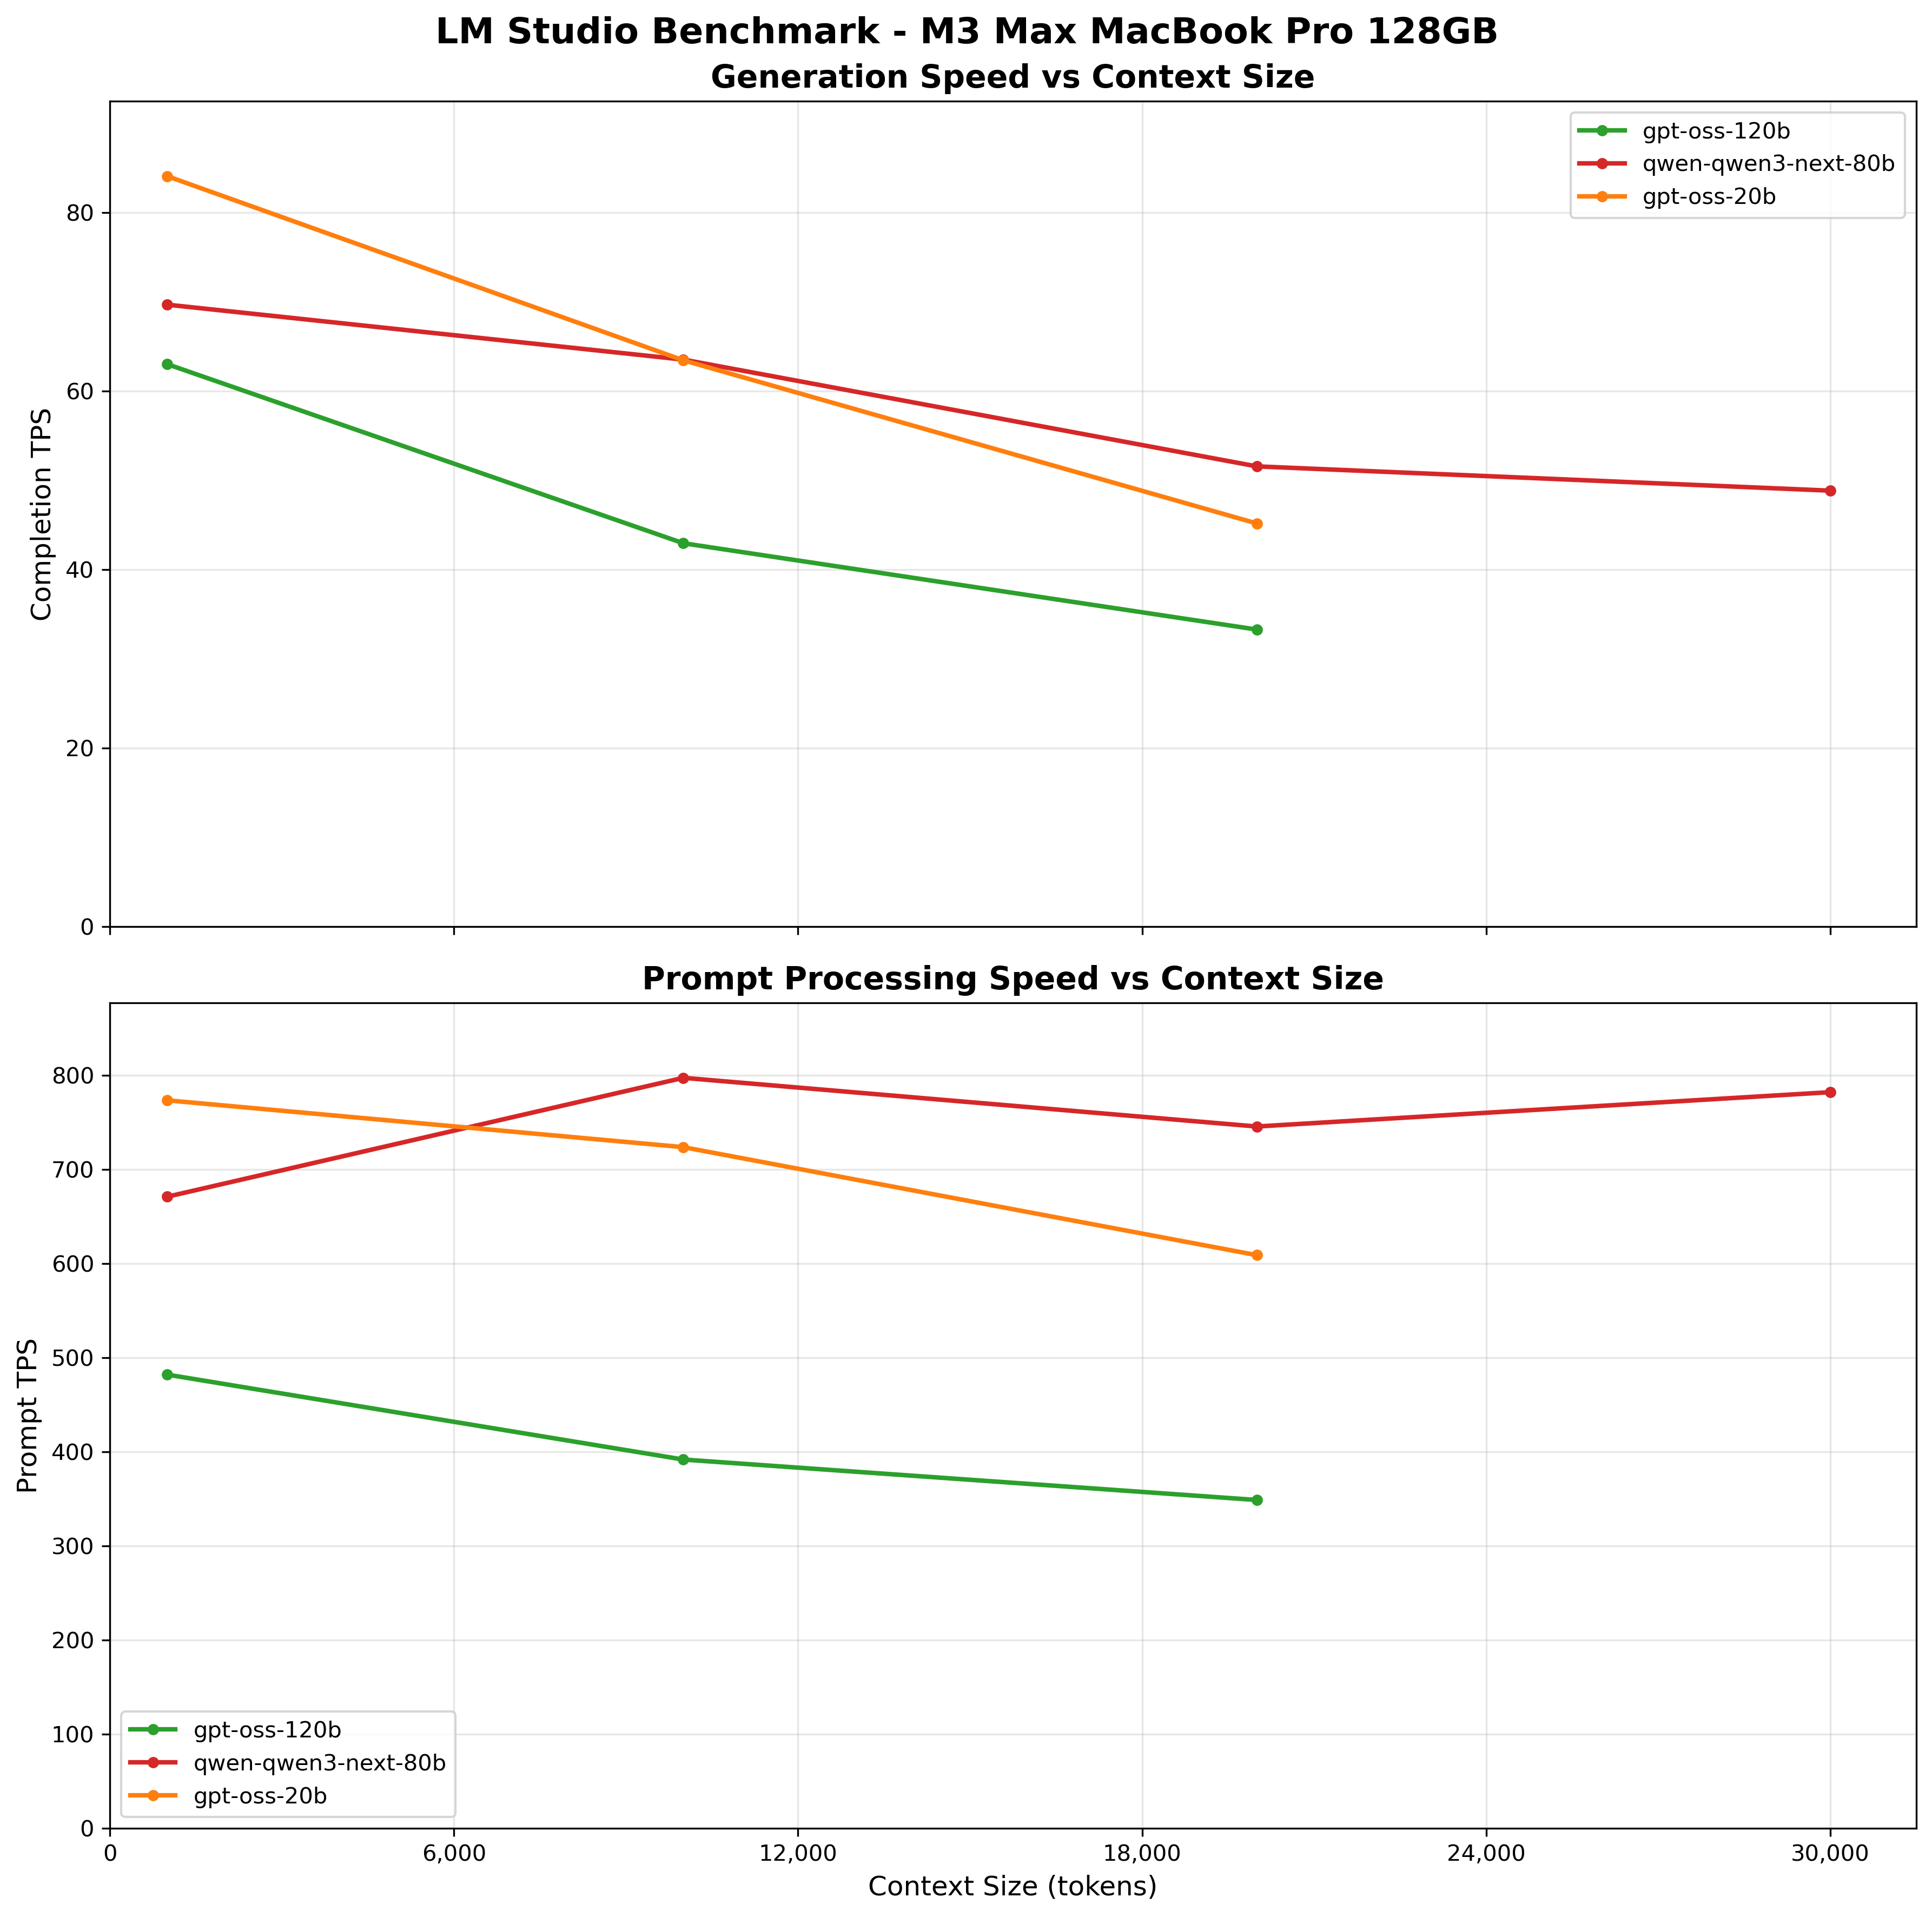 LM Studio Benchmark - M3 Max MacBook Pro 128GB
Generation Speed vs Context Size
gpt-oss-120b
qwen-qwen3-next-80b
gpt-oss-20b
Completion TPS
80
60
40
20
0
Prompt Processing Speed vs Context Size
Prompt TPS
800
700
600
500
400
300
200
100
0
gpt-oss-120b
qwen-qwen3-next-80b
gpt-oss-20b
0 6,000 12,000 18,000 24,000 30,000
Context Size (tokens)